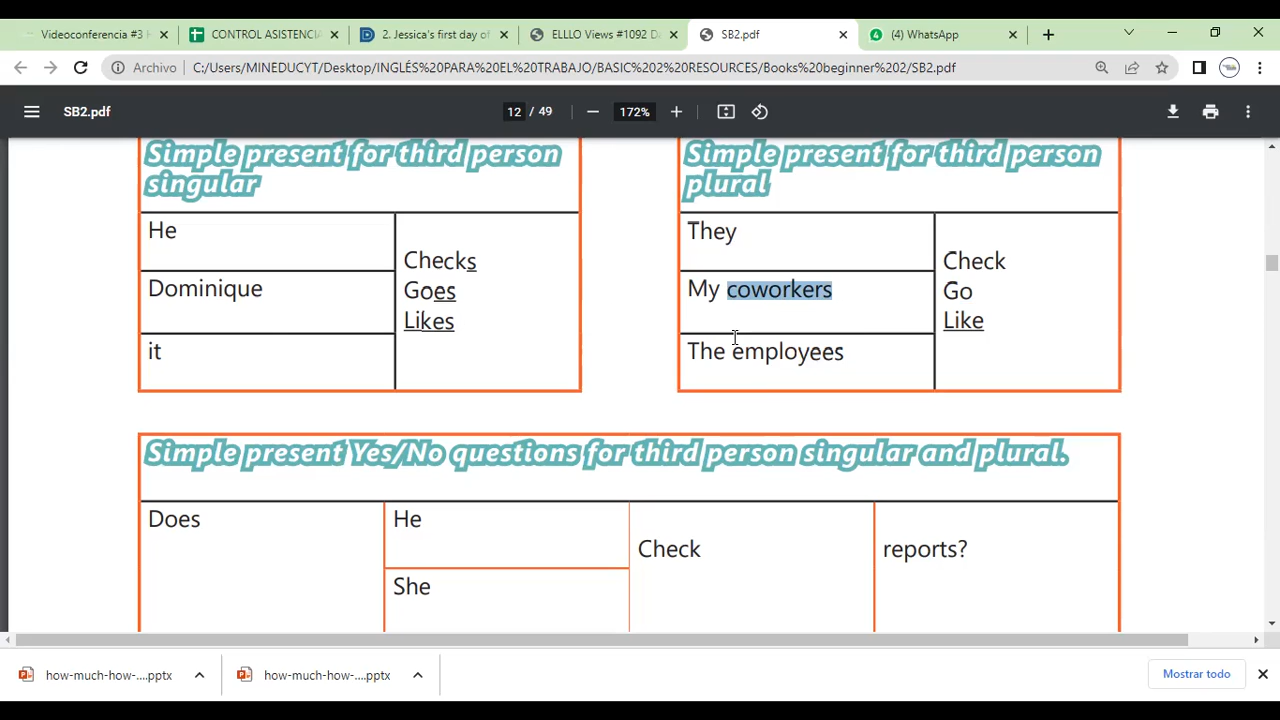 Videoconferencia #3
CONTROL ASISTENCIA
2. Jessica's first day of
ELLLO Views #1092 Da
SB2.pdf
(4) WhatsApp
Archivo
C:/Users/MINEDUCYT/Desktop/INGLÉS%20PARA%20EL%20TRABAJO/BASIC%202%20RESOURCES/Books%20beginner%202/SB2.pdf
SB2.pdf
12 / 49
172%
Simple present for third person
singular
He
Dominique
it
Checks
Goes
Likes
Simple present for third person
plural
They
My coworkers
The employees
Check
Go
Like
Simple present Yes/No questions for third person singular and plural.
Does
He
She
Check
reports?
how-much-how-....pptx
how-much-how-....pptx
Mostrar todo